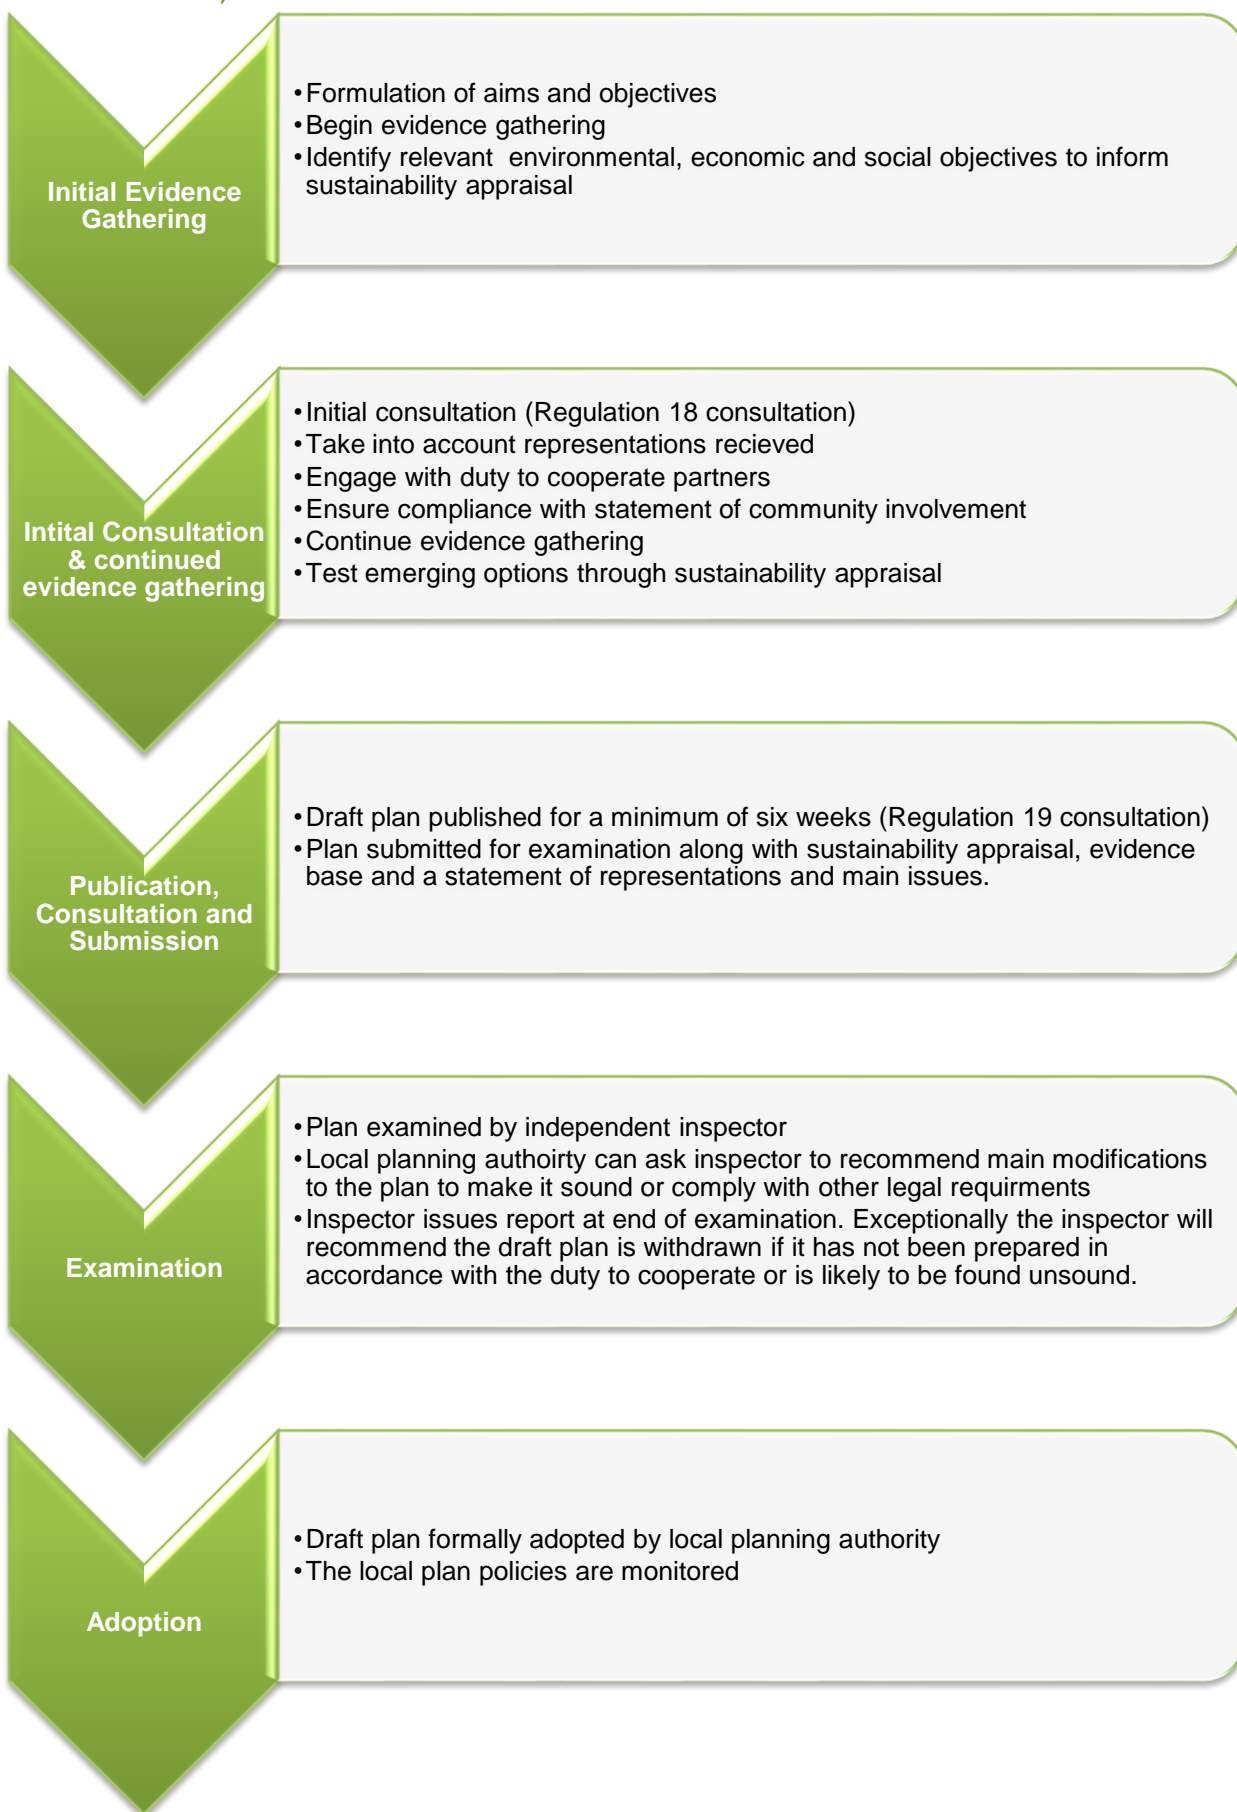 Initial Evidence
Gathering
•Formulation of aims and objectives
•Begin evidence gathering
•Identify relevant environmental, economic and social objectives to inform
sustainability appraisal
Intital Consultation
& continued
evidence gathering
•Initial consultation (Regulation 18 consultation)
•Take into account representations recieved
•Engage with duty to cooperate partners
•Ensure compliance with statement of community involvement
•Continue evidence gathering
•Test emerging options through sustainability appraisal
Publication,
Consultation and
Submission
•Draft plan published for a minimum of six weeks (Regulation 19 consultation)
•Plan submitted for examination along with sustainability appraisal, evidence
base and a statement of representations and main issues.
Examination
•Plan examined by independent inspector
•Local planning authoirty can ask inspector to recommend main modifications
to the plan to make it sound or comply with other legal requirments
•Inspector issues report at end of examination. Exceptionally the inspector will
recommend the draft plan is withdrawn if it has not been prepared in
accordance with the duty to cooperate or is likely to be found unsound.
Adoption
•Draft plan formally adopted by local planning authority
•The local plan policies are monitored